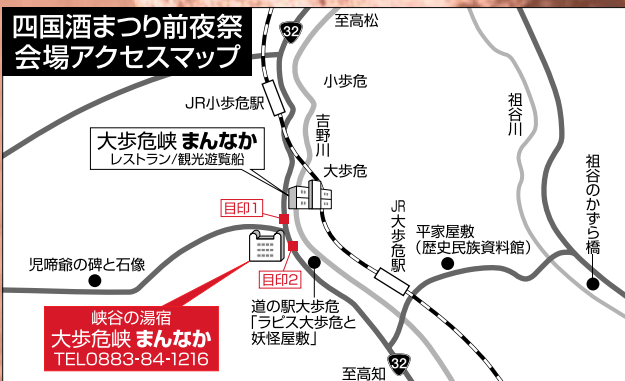 四国酒まつり前夜祭
会場アクセスマップ
32
至高松
小歩危
JR小歩危駅
吉野川
祖谷川
大歩危峡 まんなか
レストラン/観光遊覧船
大歩危
祖谷のかずら橋
目印1
JR大歩危駅
平家屋敷
(歴史民族資料館)
児啼爺の碑と石像
目印2
道の駅大歩危
「ラピス大歩危と
妖怪屋敷」
峡谷の湯宿
大歩危峡 まんなか
TEL0883-84-1216
32
至高知